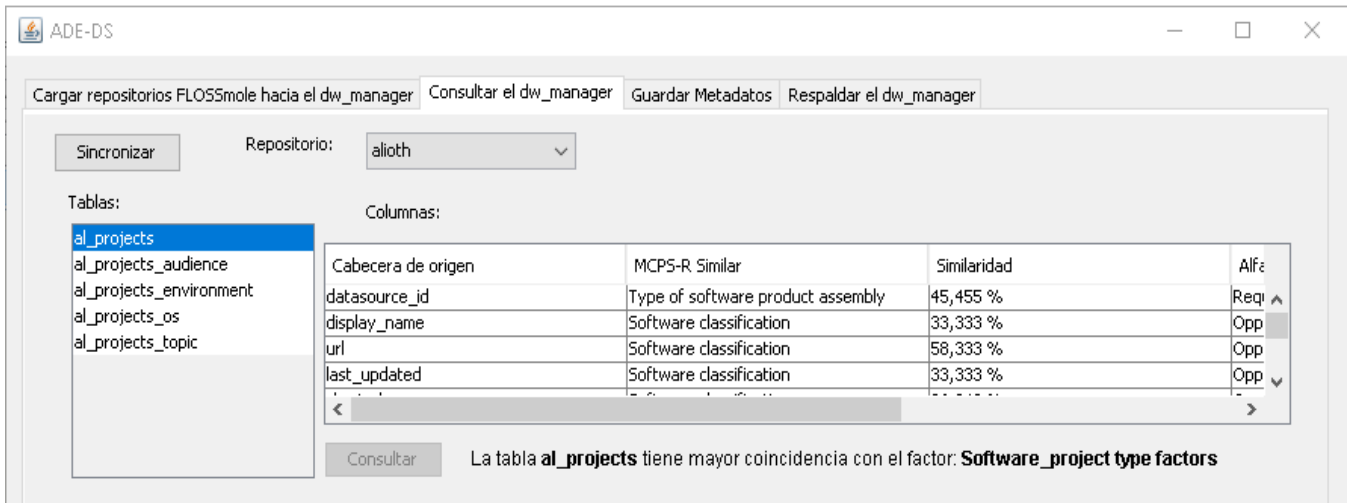 ADE-DS
Cargar repositorios FLOSSmole hacia el dw_manager Consultar el dw_manager Guardar Metadatos Respaldar el dw_manager
Sincronizar Repositorio: alioth
Tablas: Columnas:
al_projects
al_projects_audience
al_projects_environment
al_projects_os
al_projects_topic
Cabecera de origen MCPS-R Similar Similaridad
datasource_id Type of software product assembly 45,455 %
display_name Software classification 33,333 % Opp
url Software classification 58,333 % Opp
last_updated Software classification 33,333 % Opp
Consultar La tabla al_projects tiene mayor coincidencia con el factor: Software_project type factors